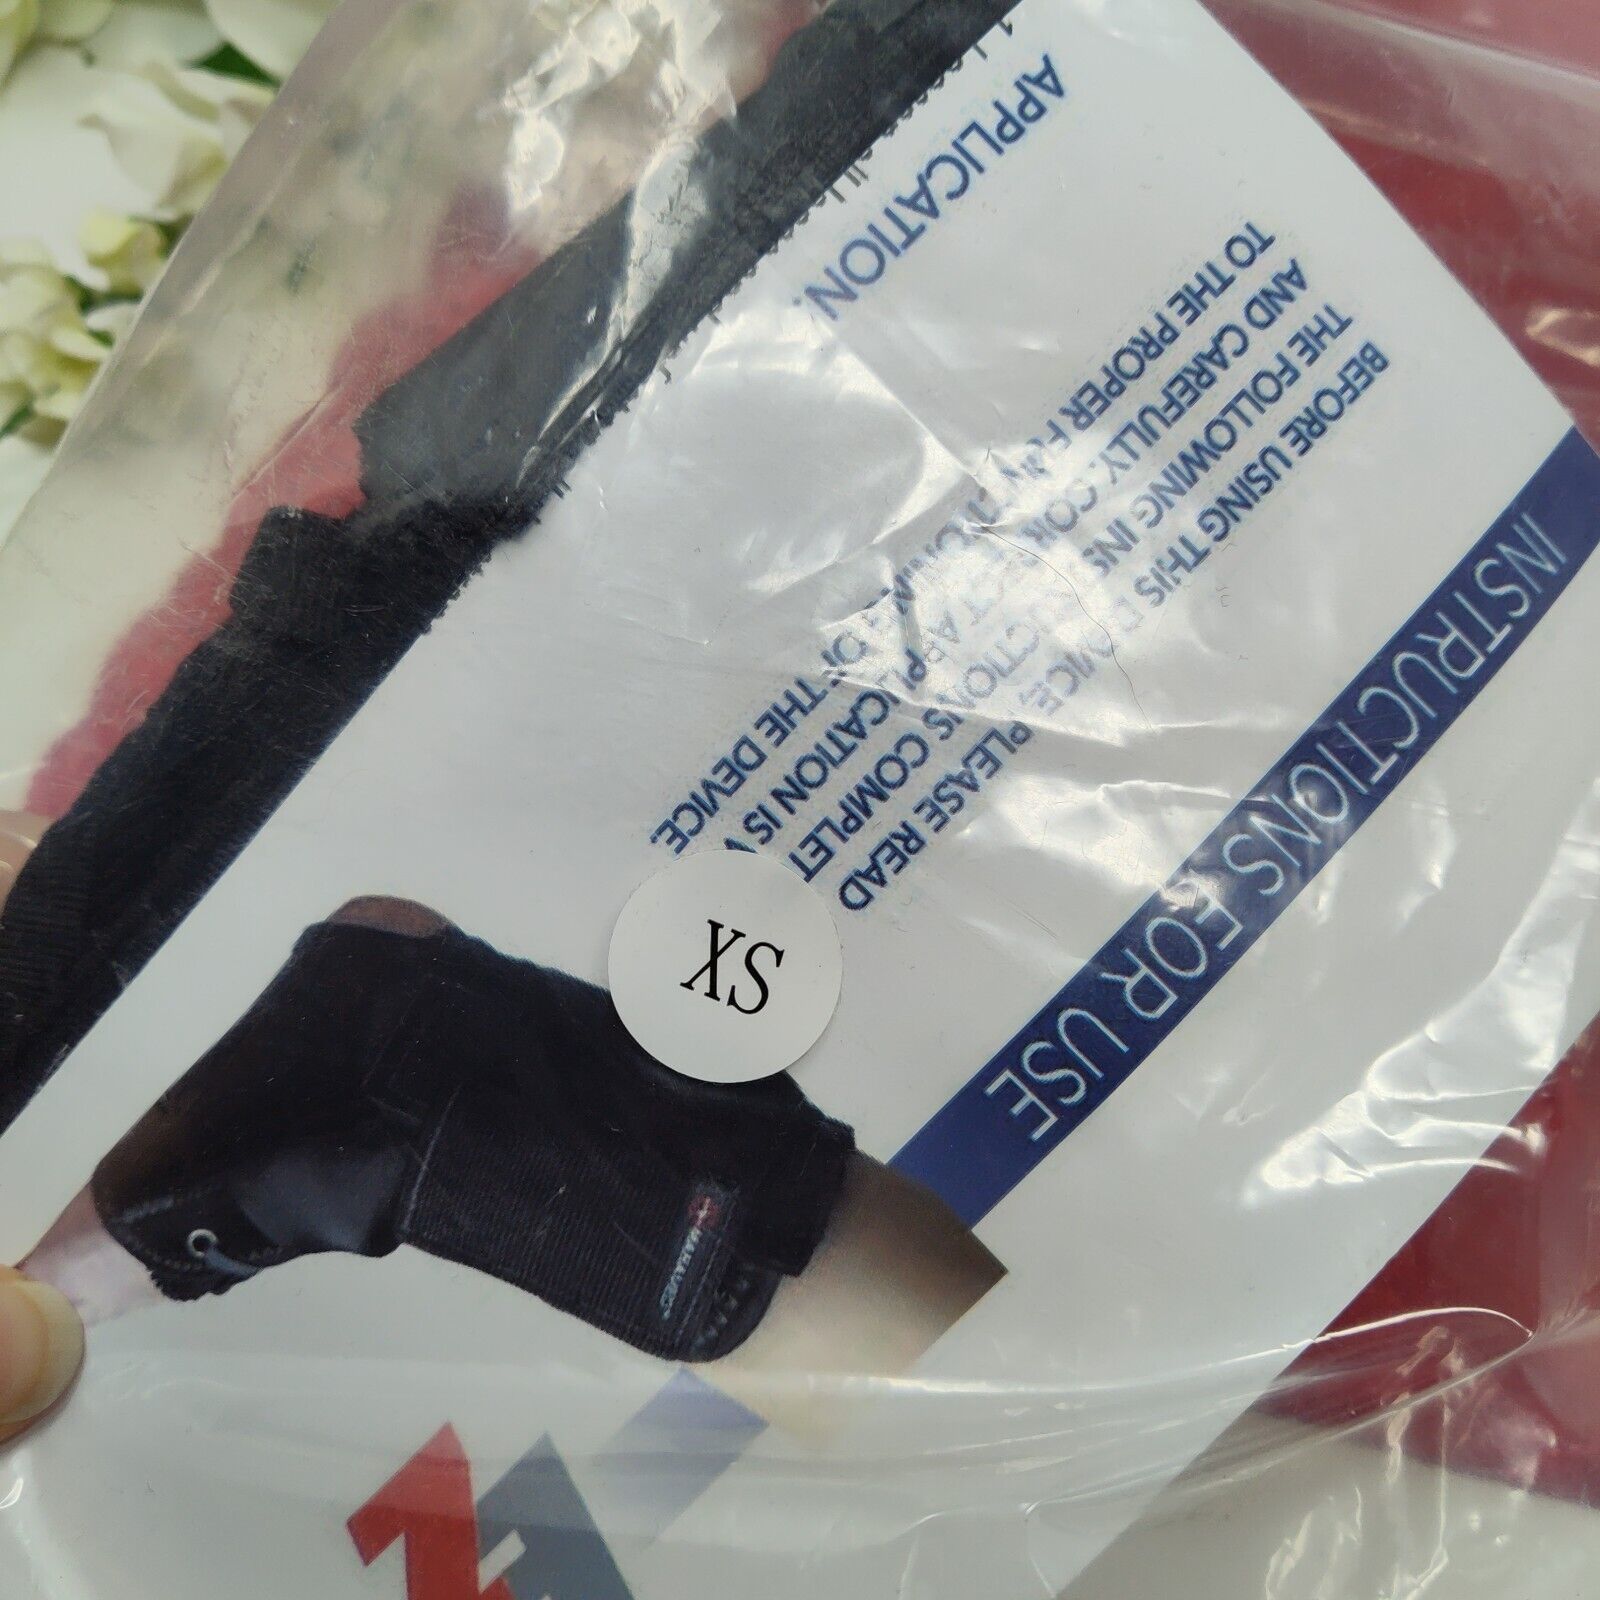 INSTRUCTIONS FOR USE
BEFORE USING THIS DEVICE, PLEASE READ
THE FOLLOWING INSTRUCTIONS COMPLET
AND CAREFULLY. CORRECT APPLICATION IS V
TO THE PROPER FUNCTIONING OF THE DEVICE.
APPLICATION:
XS